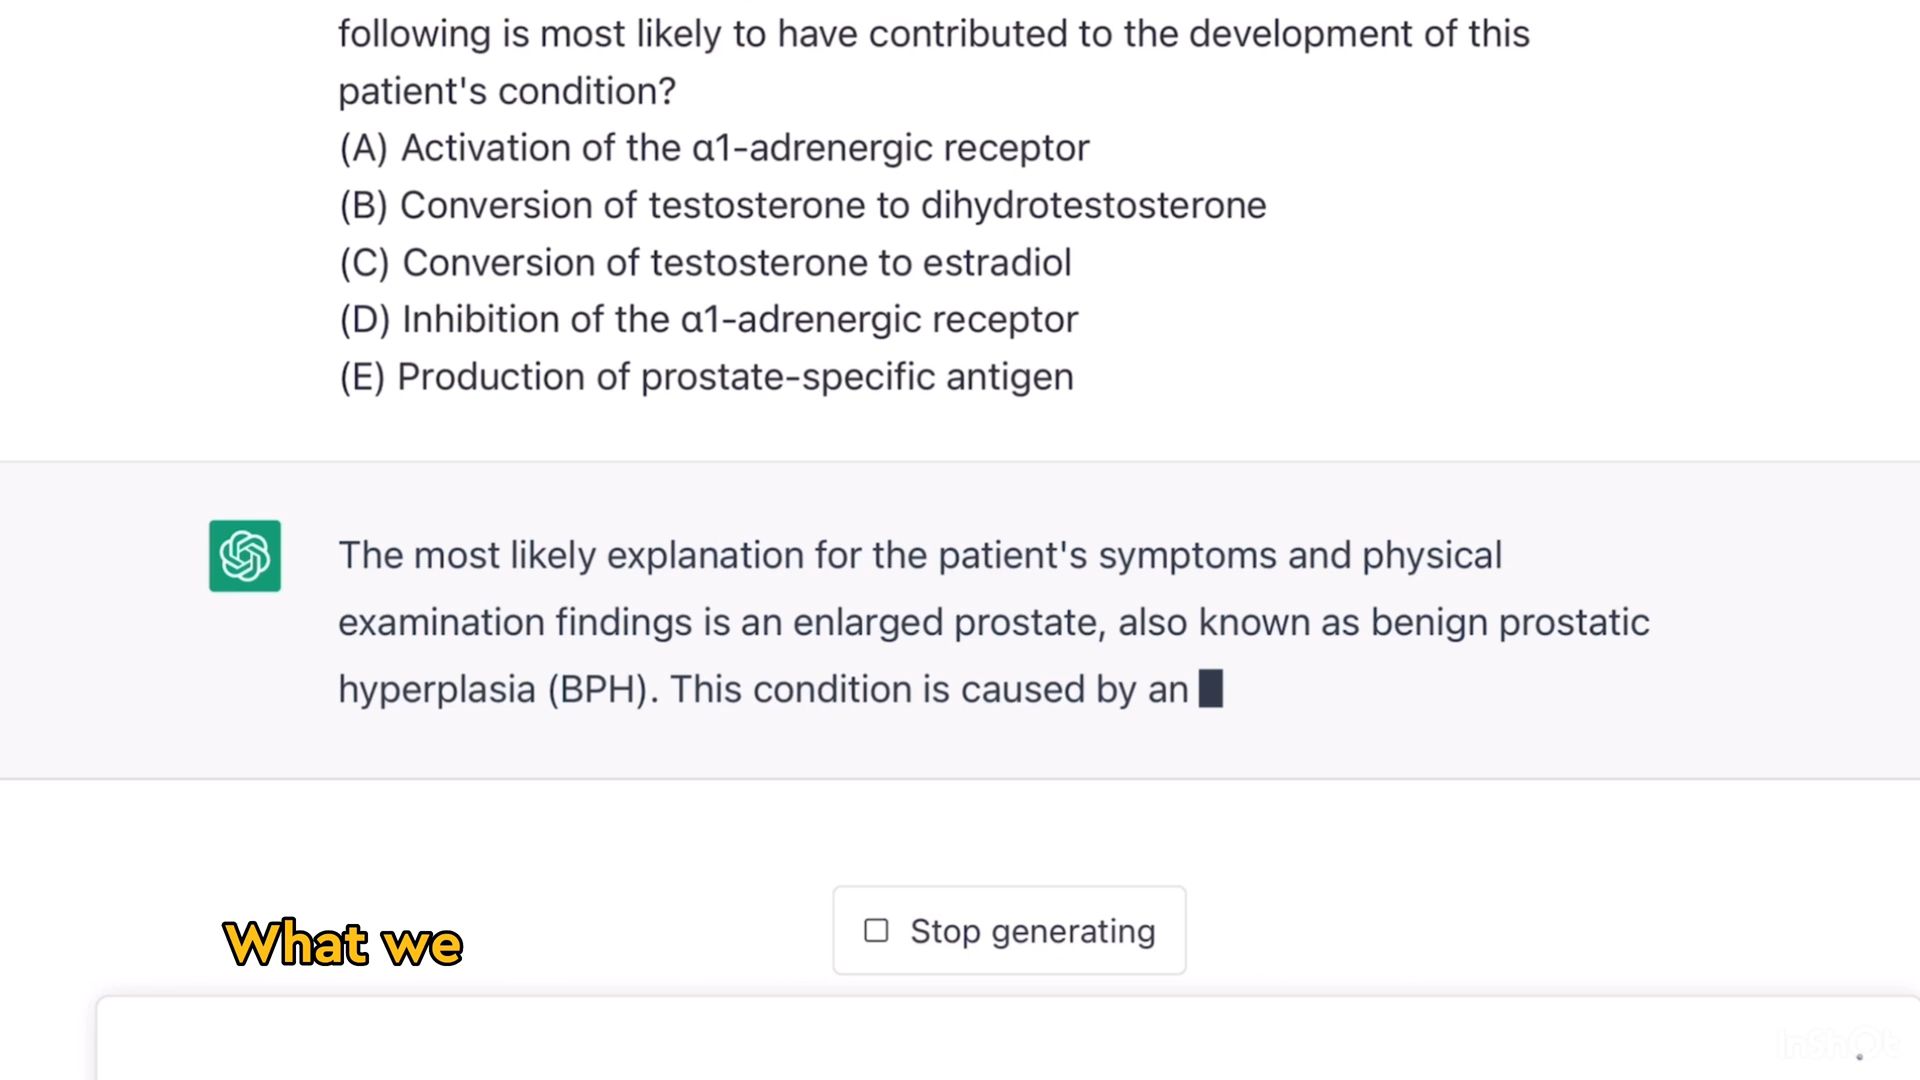 following is most likely to have contributed to the development of this
patient's condition?
(A) Activation of the α1-adrenergic receptor
(B) Conversion of testosterone to dihydrotestosterone
(C) Conversion of testosterone to estradiol
(D) Inhibition of the α1-adrenergic receptor
(E) Production of prostate-specific antigen
The most likely explanation for the patient's symptoms and physical
examination findings is an enlarged prostate, also known as benign prostatic
hyperplasia (BPH). This condition is caused by an
Stop generating
What we
InShOt